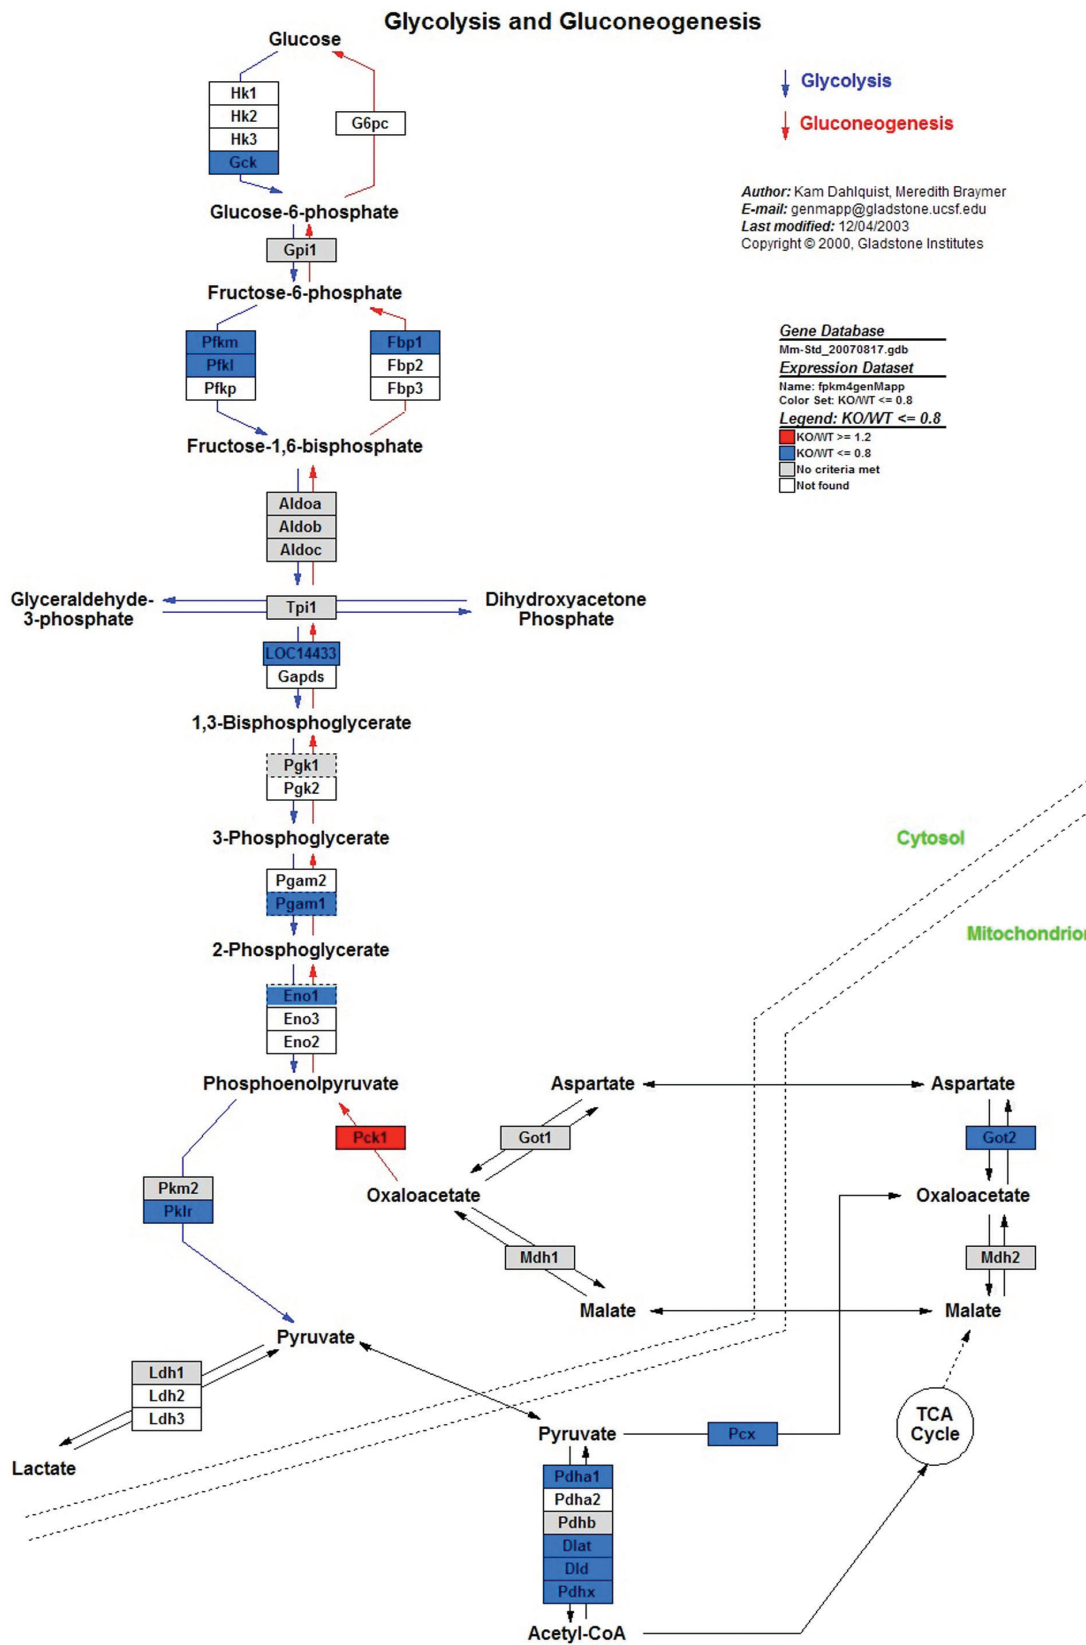 Glycolysis and Gluconeogenesis
Glucose
Hk1
Hk2
Hk3
Gck
G6pc
Glycolysis
Gluconeogenesis
Author: Kam Dahlquist, Meredith Braymer
E-mail: genmapp@gladstone.ucsf.edu
Last modified: 12/04/2003
Copyright © 2000, Gladstone Institutes
Glucose-6-phosphate
Gpi1
Fructose-6-phosphate
Pfkm
Pfkl
Pfkp
Fbp1
Fbp2
Fbp3
Gene Database
Mm-Std_20070817.gdb
Expression Dataset
Name: fpkm4genMapp
Color Set: KO/WT <= 0.8
Legend: KO/WT <= 0.8
KO/WT >= 1.2
KO/WT <= 0.8
No criteria met
Not found
Fructose-1,6-bisphosphate
Aldoa
Aldob
Aldoc
Glyceraldehyde-
3-phosphate
Tpi1
Dihydroxyacetone
Phosphate
LOC14433
Gapds
1,3-Bisphosphoglycerate
Pgk1
Pgk2
3-Phosphoglycerate
Cytosol
Pgam2
Pgam1
Mitochondrion
2-Phosphoglycerate
Eno1
Eno3
Eno2
Phosphoenolpyruvate
Aspartate
Aspartate
Pck1
Got1
Got2
Pkm2
Pklr
Oxaloacetate
Oxaloacetate
Mdh1
Mdh2
Malate
Malate
Pyruvate
Ldh1
Ldh2
Ldh3
Lactate
Pyruvate
Pcx
TCA
Cycle
Pdha1
Pdha2
Pdhb
Dlat
Dld
Pdhx
Acetyl-CoA